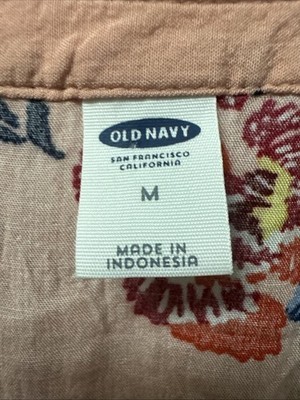 OLD NAVY
SAN FRANCISCO
CALIFORNIA
M
MADE IN
INDONESIA